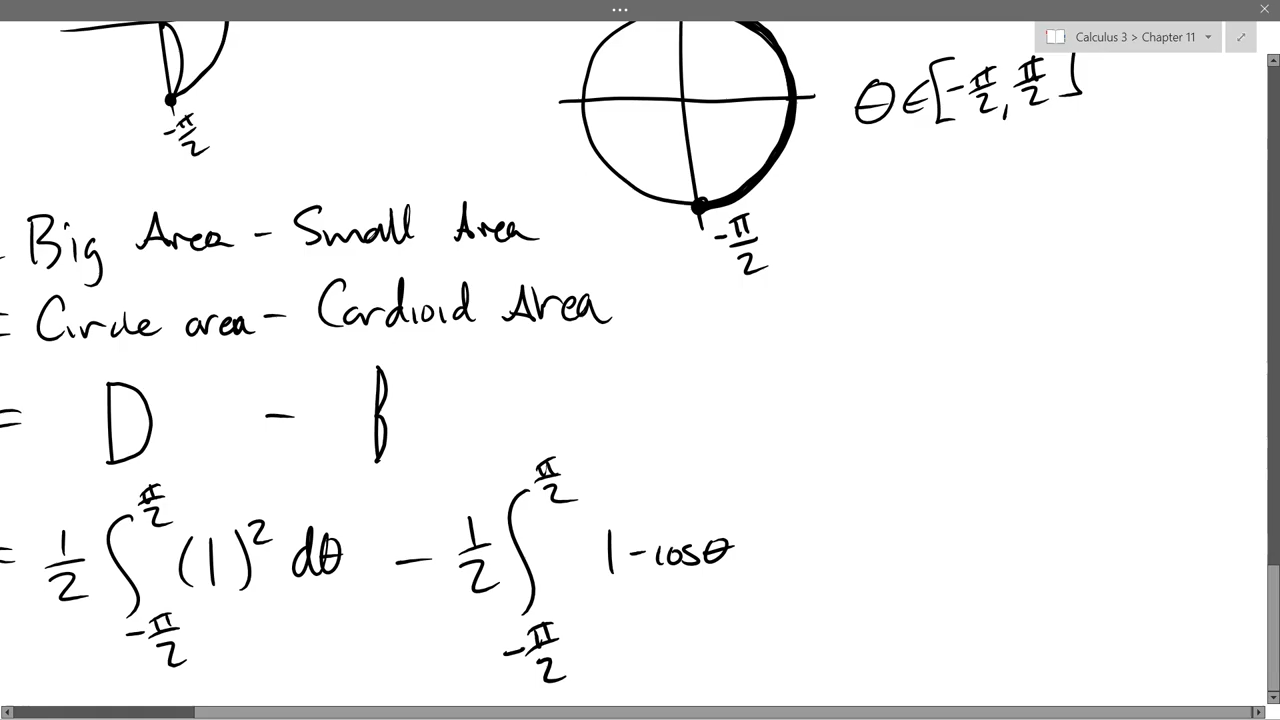 Calculus 3 > Chapter 11
θ ∈ [-π/2, π/2]
-π/2
-π/2
Big Area - Small Area
= Circle area - Cardioid Area
= D - B
= 1/2 ∫_{-π/2}^{π/2} (1)^2 dθ - 1/2 ∫_{-π/2}^{π/2} 1 - cosθ